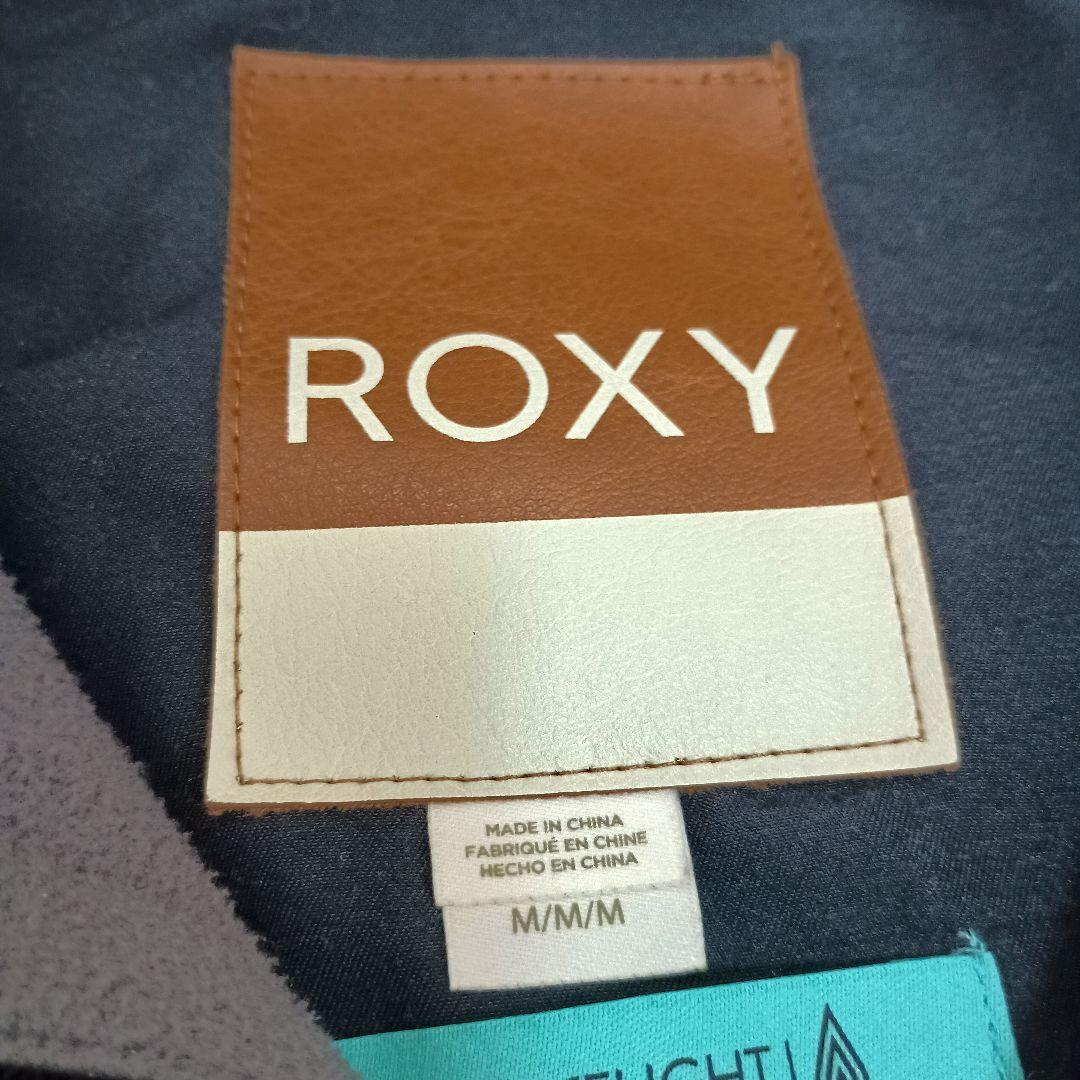 ROXY
MADE IN CHINA
FABRIQUÉ EN CHINE
HECHO EN CHINA
M/M/M